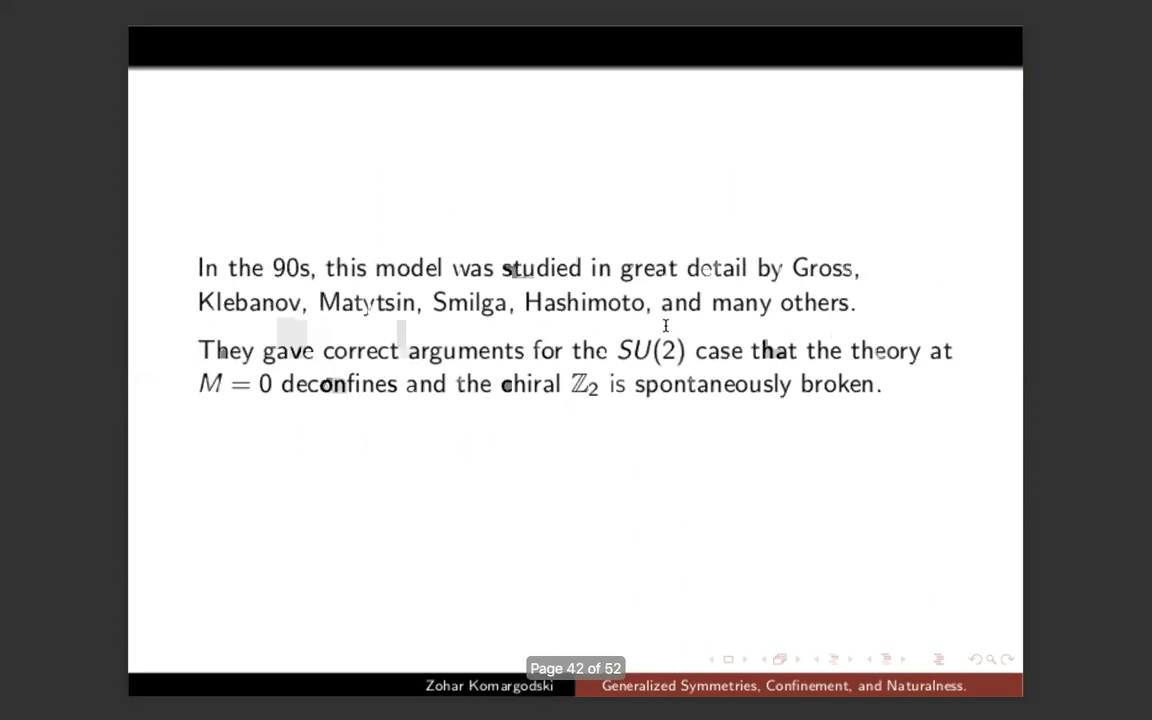 In the 90s, this model was studied in great detail by Gross,
Klebanov, Matytsin, Smilga, Hashimoto, and many others.
They gave correct arguments for the SU(2) case that the theory at
M = 0 deconfines and the chiral ℤ₂ is spontaneously broken.
Page 42 of 52
Zohar Komargodski
Generalized Symmetries, Confinement, and Naturalness.